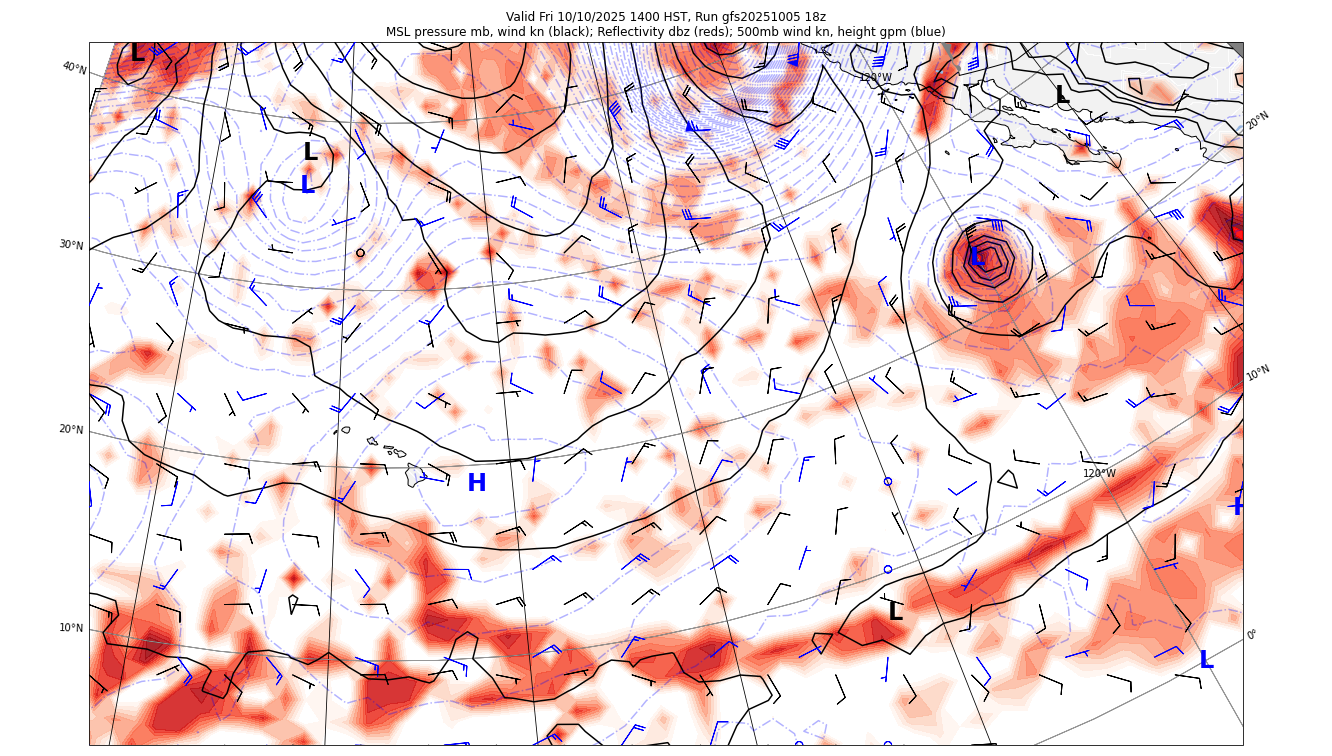 Valid Fri 10/10/2025 1400 HST, Run gfs20251005 18z
MSL pressure mb, wind kn (black); Reflectivity dbz (reds); 500mb wind kn, height gpm (blue)
L
40°N
120°W
L
20°N
L
L
30°N
L
10°N
20°N
120°W
H
H
L
10°N
0°
L